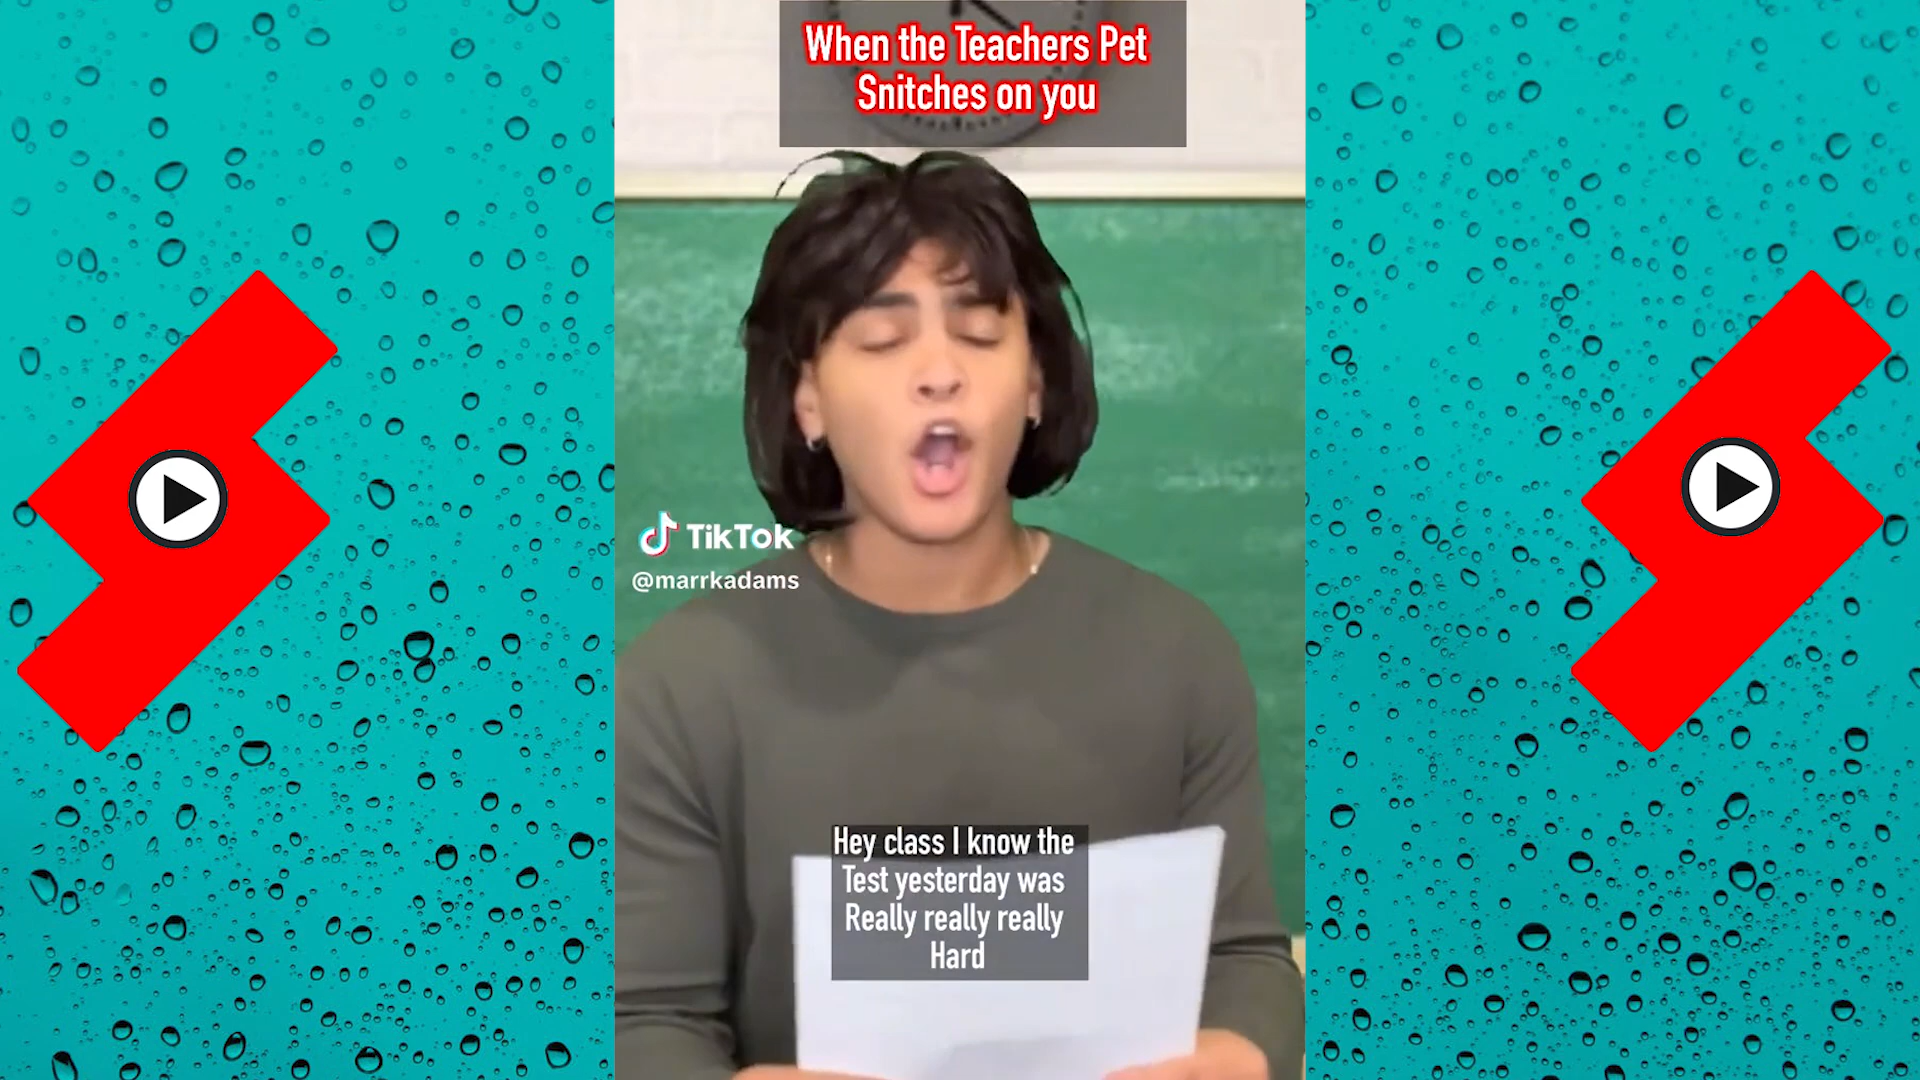 When the Teachers Pet
Snitches on you
TikTok
@marrkadams
Hey class I know the
Test yesterday was
Really really really
Hard